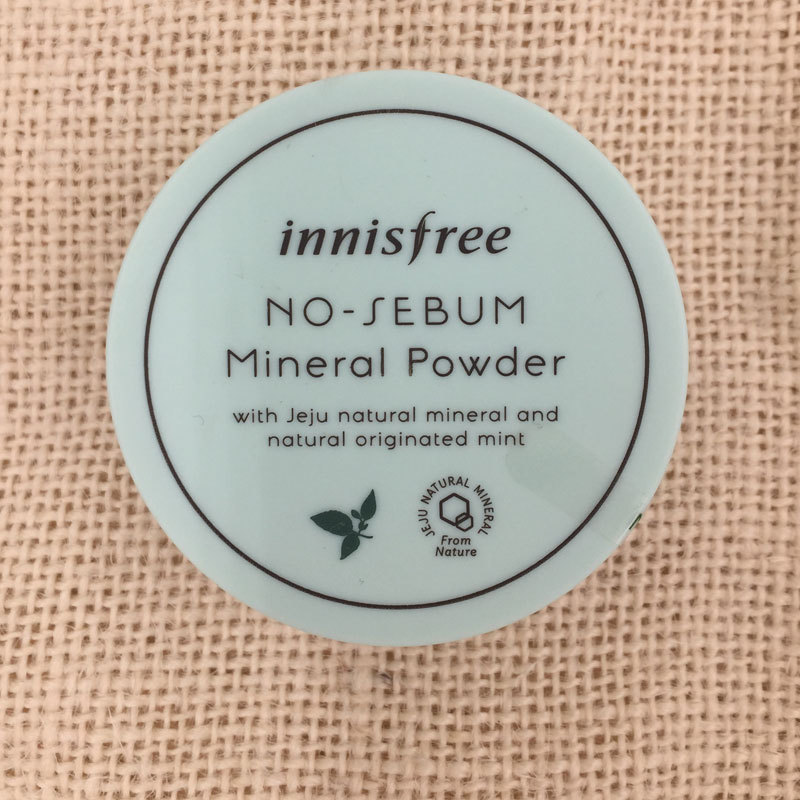 innisfree
NO-SEBUM
Mineral Powder
with Jeju natural mineral and
natural originated mint
JEJU NATURAL MINERAL
From
Nature